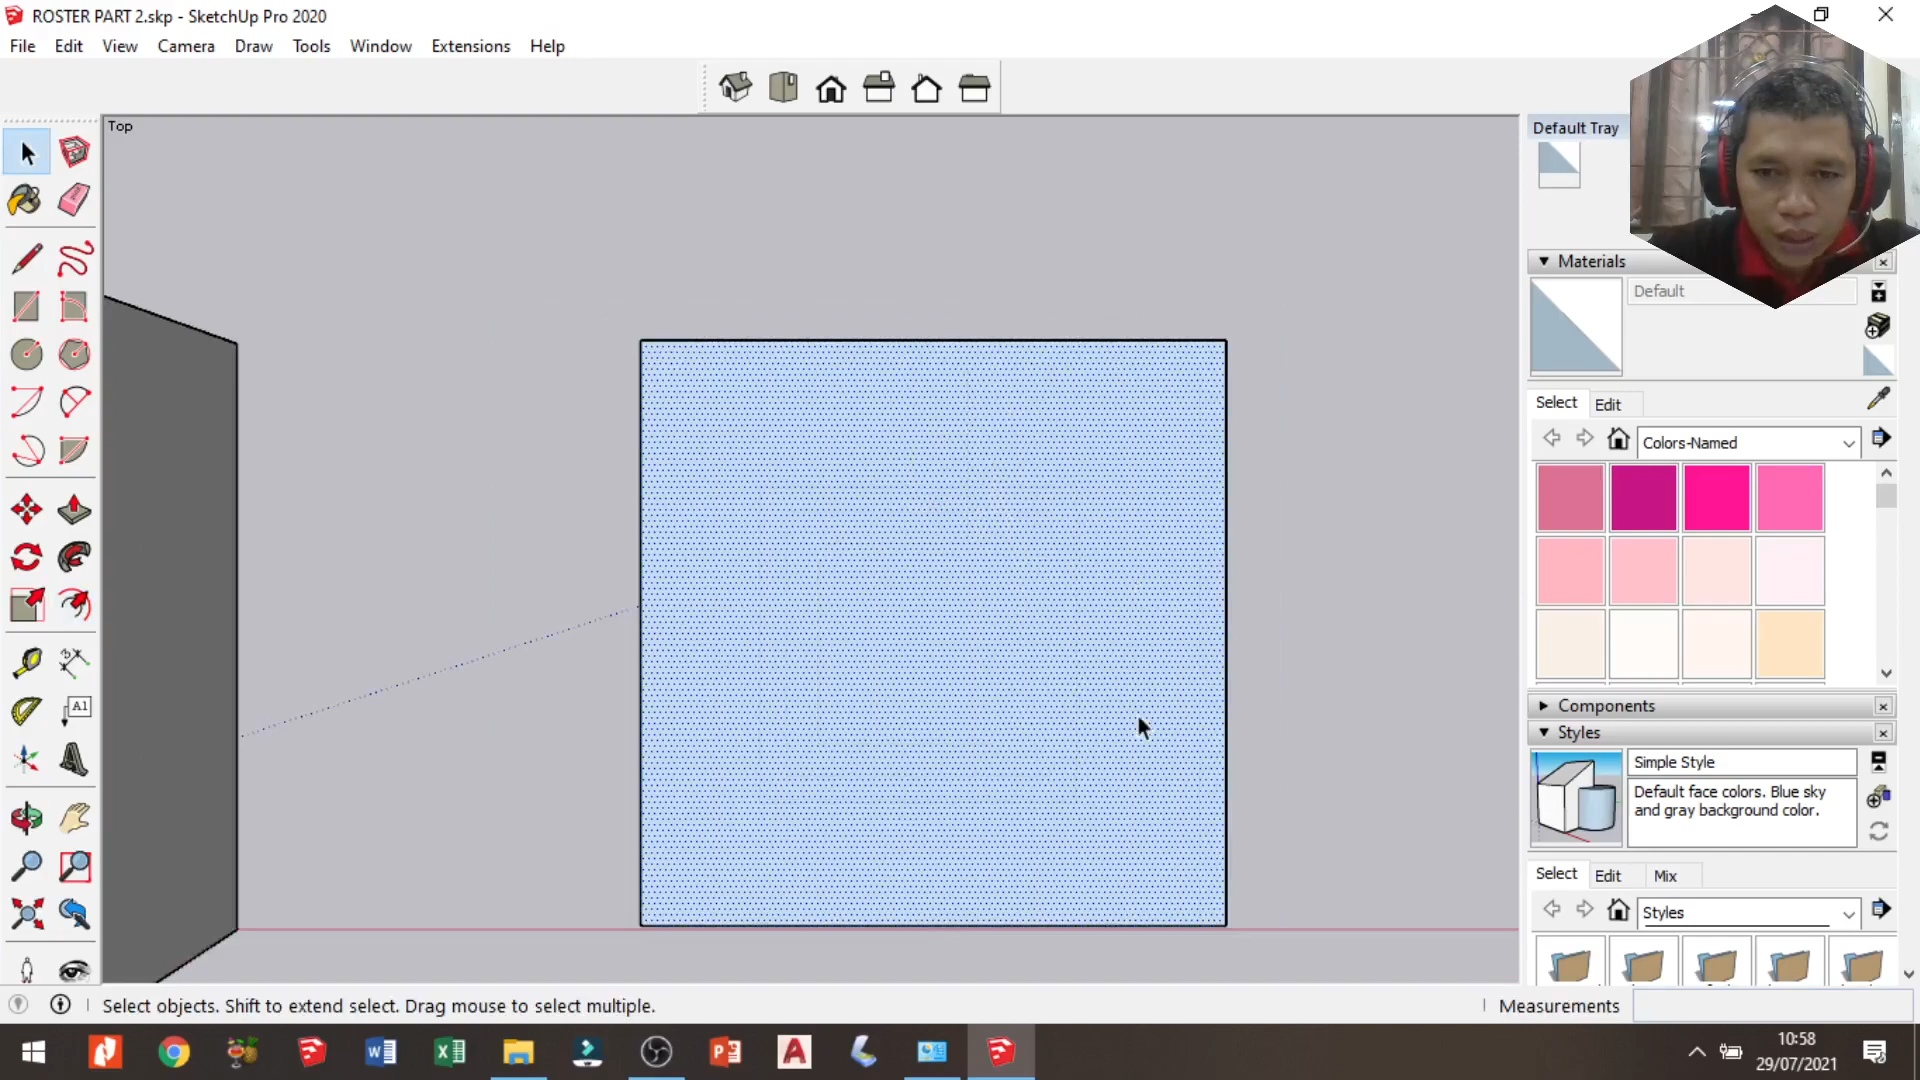 ROSTER PART 2.skp - SketchUp Pro 2020
File Edit View Camera Draw Tools Window Extensions Help
Top
Default Tray
Materials
Default
Select Edit
Colors-Named
A1
Components
Styles
Simple Style
Default face colors. Blue sky
and gray background color.
Select Edit Mix
Styles
Select objects. Shift to extend select. Drag mouse to select multiple.
Measurements
10:58
29/07/2021